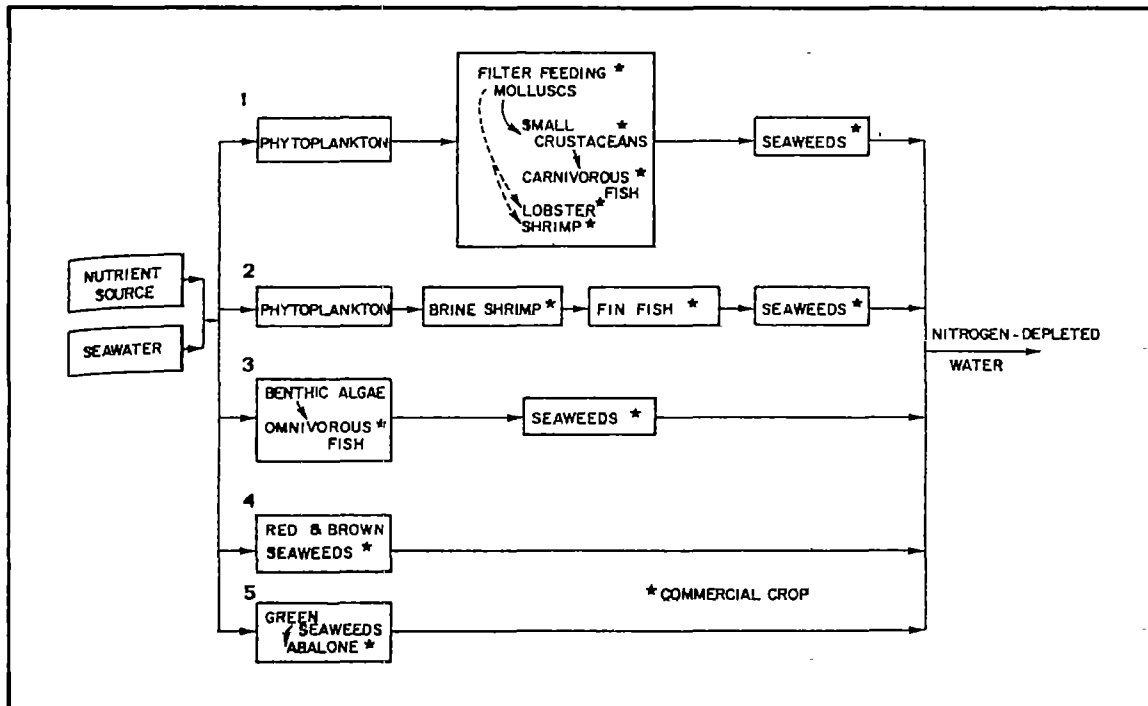 1
PHYTOPLANKTON
FILTER FEEDING *
MOLLUSCS
SMALL *
CRUSTACEANS
CARNIVOROUS *
FISH
LOBSTER *
SHRIMP *
SEAWEEDS *
NUTRIENT
SOURCE
SEAWATER
2
PHYTOPLANKTON
BRINE SHRIMP *
FIN FISH *
SEAWEEDS *
NITROGEN-DEPLETED
WATER
3
BENTHIC ALGAE
OMNIVOROUS *
FISH
SEAWEEDS *
4
RED & BROWN
SEAWEEDS *
5
GREEN
SEAWEEDS
ABALONE *
* COMMERCIAL CROP